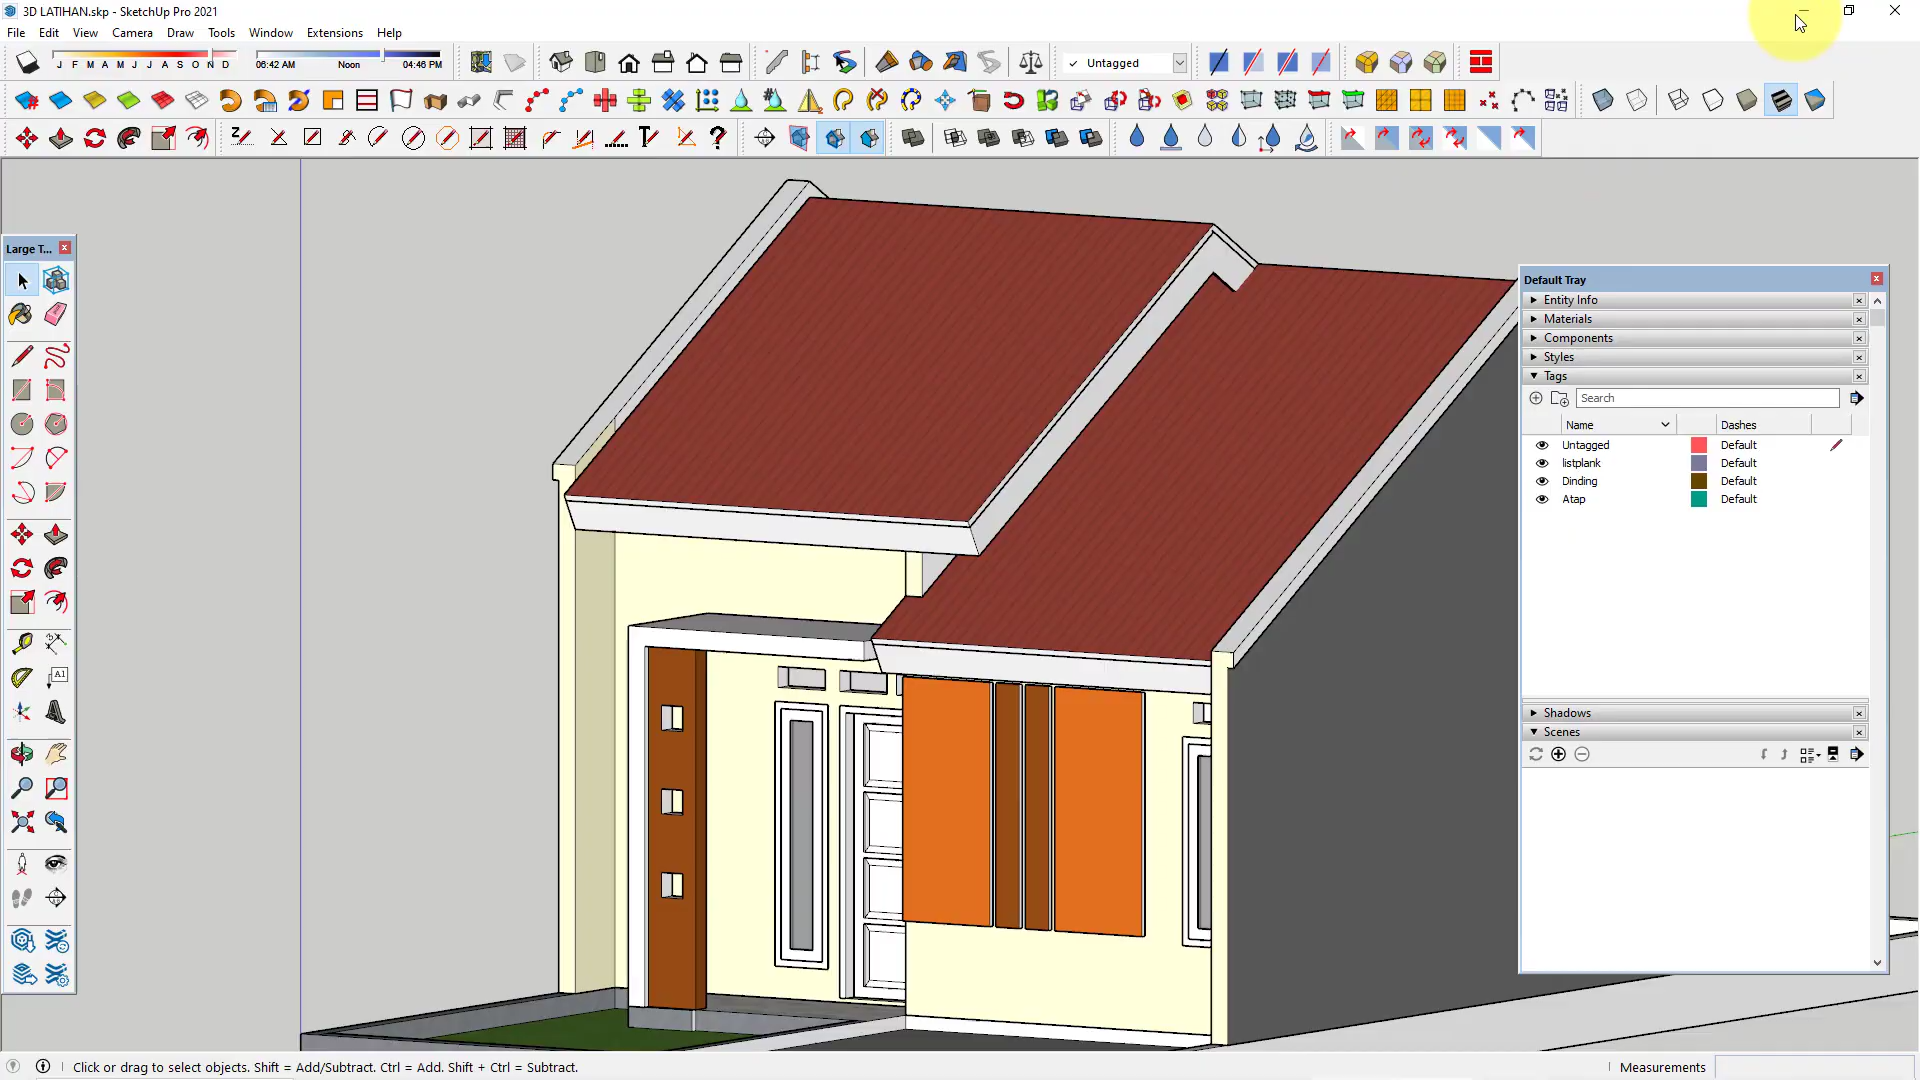 3D LATIHAN.skp - SketchUp Pro 2021
File Edit View Camera Draw Tools Window Extensions Help
J F M A M J J A S O N D 06:42 AM Noon 04:46 PM Untagged
Large T...
Default Tray
Entity Info
Materials
Components
Styles
Tags
Search
Name Dashes
Untagged Default
listplank Default
Dinding Default
Atap Default
Shadows
Scenes
A1
Click or drag to select objects. Shift = Add/Subtract. Ctrl = Add. Shift + Ctrl = Subtract. Measurements